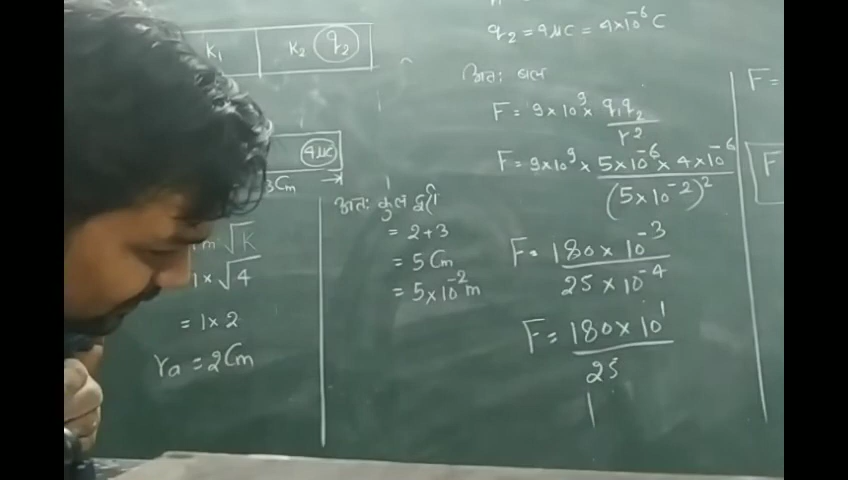 K₁ K₂ q₂
4μC
3Cm
√K
1×√4
= 1×2
ra = 2Cm
अतः कुल दूरी
= 2+3
= 5 Cm
= 5×10⁻² m
q₂ = 4μC = 4×10⁻⁶ C
अतः बल
F = 9×10⁹ × q₁q₂ / r²
F = 9×10⁹ × 5×10⁻⁶ × 4×10⁻⁶ / (5×10⁻²)²
F = 180×10⁻³ / 25×10⁻⁴
F = 180×10¹ / 25
F =
F